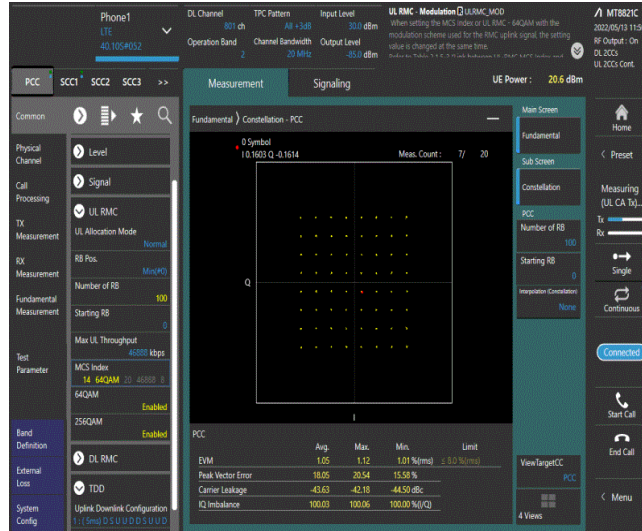 Phone1
LTE
40.105#052
DL Channel
801 ch
TPC Pattern
All +3dB
Input Level
30.0 dBm
Operation Band
2
Channel Bandwidth
20 MHz
Output Level
-85.0 dBm
UL RMC - Modulation ULRMC_MOD
When setting the MCS Index or UL RMC - 64QAM with the
modulation scheme used for the RMC uplink signal, the setting
value is changed at the same time.
MT8821C
2022/05/13 11:5
RF Output : On
DL 2CCs
UL 2CCs Cont.
PCC
SCC1
SCC2
SCC3
>>
Measurement
Signaling
UE Power : 20.6 dBm
Common
Physical
Channel
Call
Processing
TX
Measurement
RX
Measurement
Fundamental
Measurement
Test
Parameter
Band
Definition
External
Loss
System
Config
Level
Signal
UL RMC
UL Allocation Mode
Normal
RB Pos.
Min(#0)
Number of RB
100
Starting RB
0
Max UL Throughput
46888 kbps
MCS Index
14 64QAM 20 46888 8
64QAM
Enabled
256QAM
Enabled
DL RMC
TDD
Uplink Downlink Configuration
1 : ( 5ms) D S U U D D S U U D
Fundamental Constellation - PCC
0 Symbol
I 0.1603 Q -0.1614
Meas. Count : 7/ 20
Q
I
PCC
Avg. Max. Min. Limit
EVM 1.05 1.12 1.01 %(rms) ≤ 8.0 %(rms)
Peak Vector Error 18.05 20.54 15.58 %
Carrier Leakage -43.63 -42.18 -44.50 dBc
IQ Imbalance 100.03 100.06 100.00 %(I/Q)
Main Screen
Fundamental
Sub Screen
Constellation
PCC
Number of RB
100
Starting RB
0
Interpolation (Constellation)
None
ViewTargetCC
PCC
4 Views
Home
< Preset
Measuring
(UL CA Tx)...
Tx
Rx
Single
Continuous
Connected
Start Call
End Call
< Menu